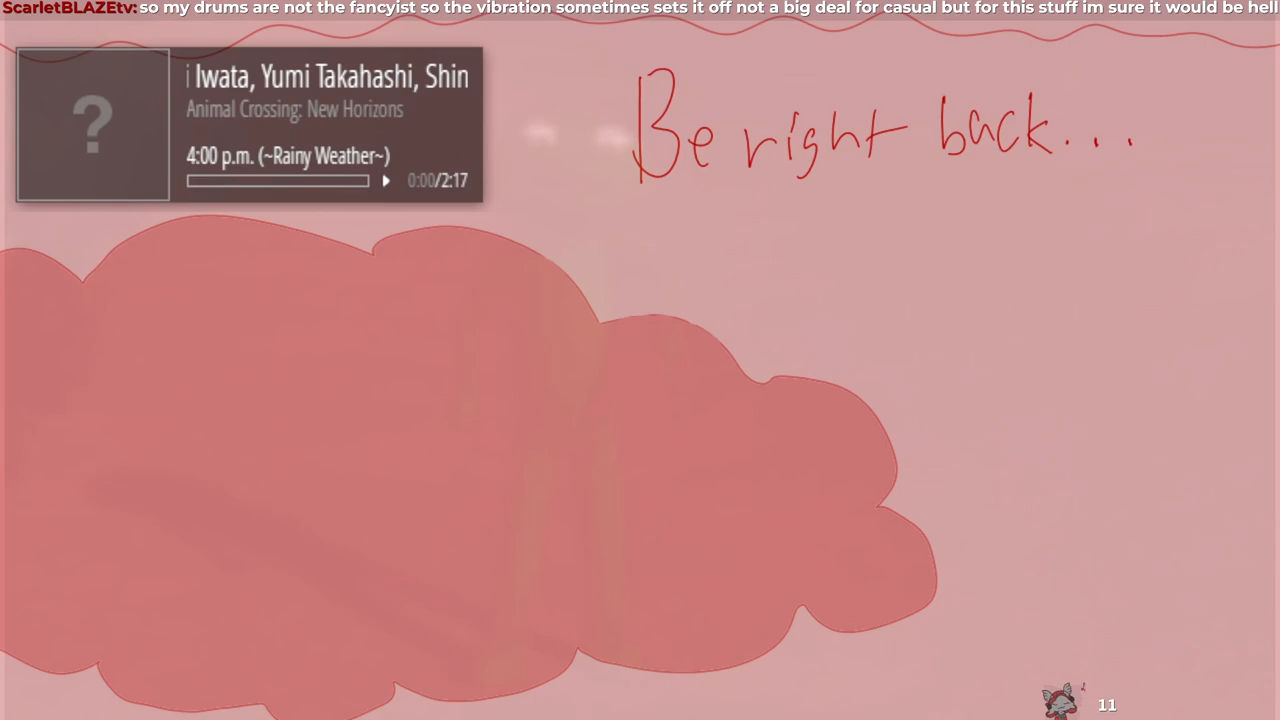 ScarletBLAZEtv: so my drums are not the fancyist so the vibration sometimes sets it off not a big deal for casual but for this stuff im sure it would be hell
Iwata, Yumi Takahashi, Shin
Animal Crossing: New Horizons
4:00 p.m. (~Rainy Weather~)
0:00/2:17
?
Be right back...
11